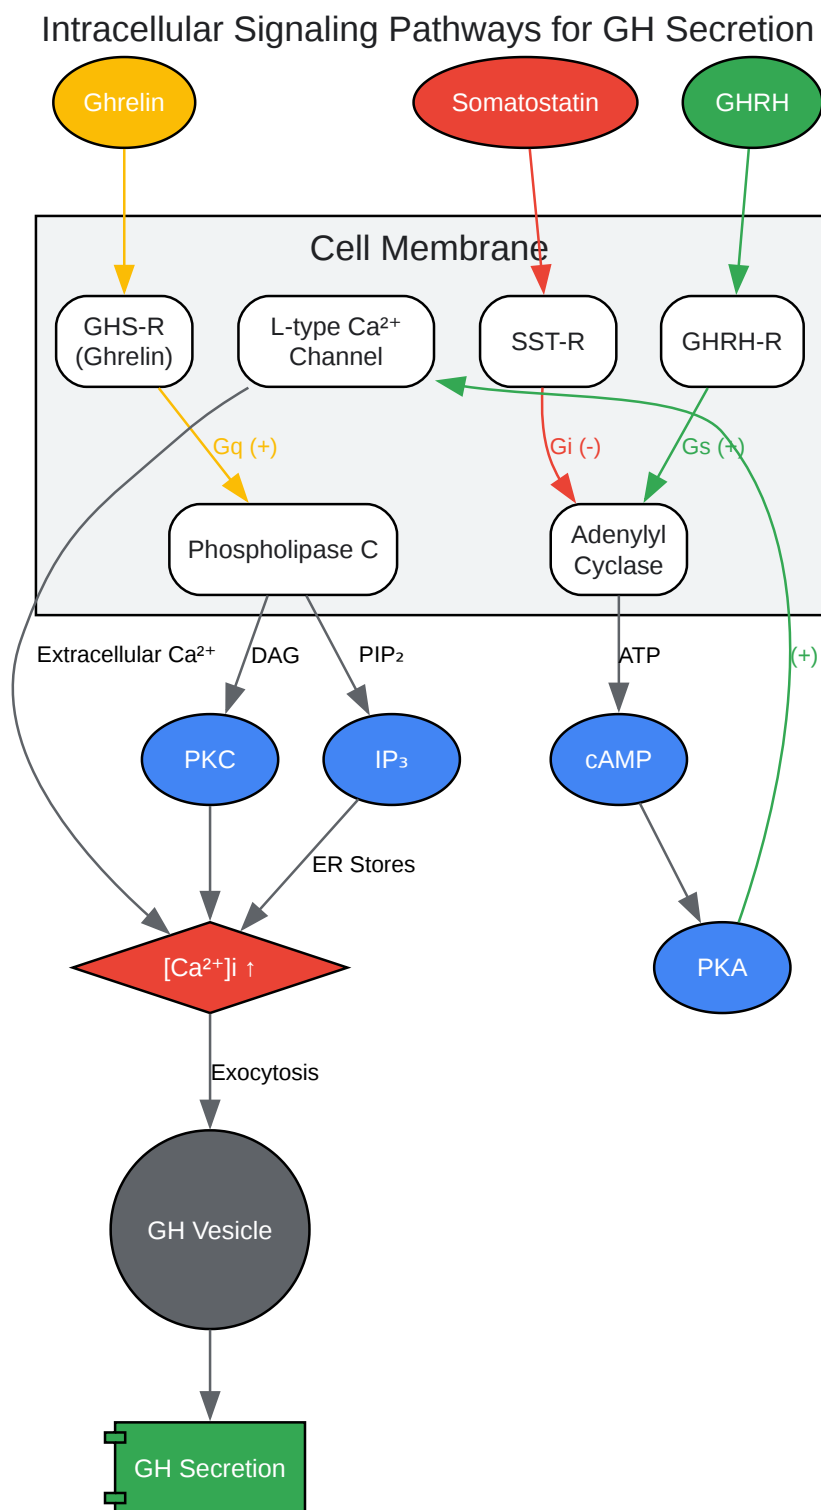 Intracellular Signaling Pathways for GH Secretion
Ghrelin
Somatostatin
GHRH
Cell Membrane
GHS-R
(Ghrelin)
L-type Ca²⁺
Channel
SST-R
GHRH-R
Gq (+)
Gi (-)
Gs (+)
Phospholipase C
Adenylyl
Cyclase
Extracellular Ca²⁺
DAG
PIP₂
ATP
(+)
PKC
IP₃
cAMP
ER Stores
[Ca²⁺]i ↑
PKA
Exocytosis
GH Vesicle
GH Secretion